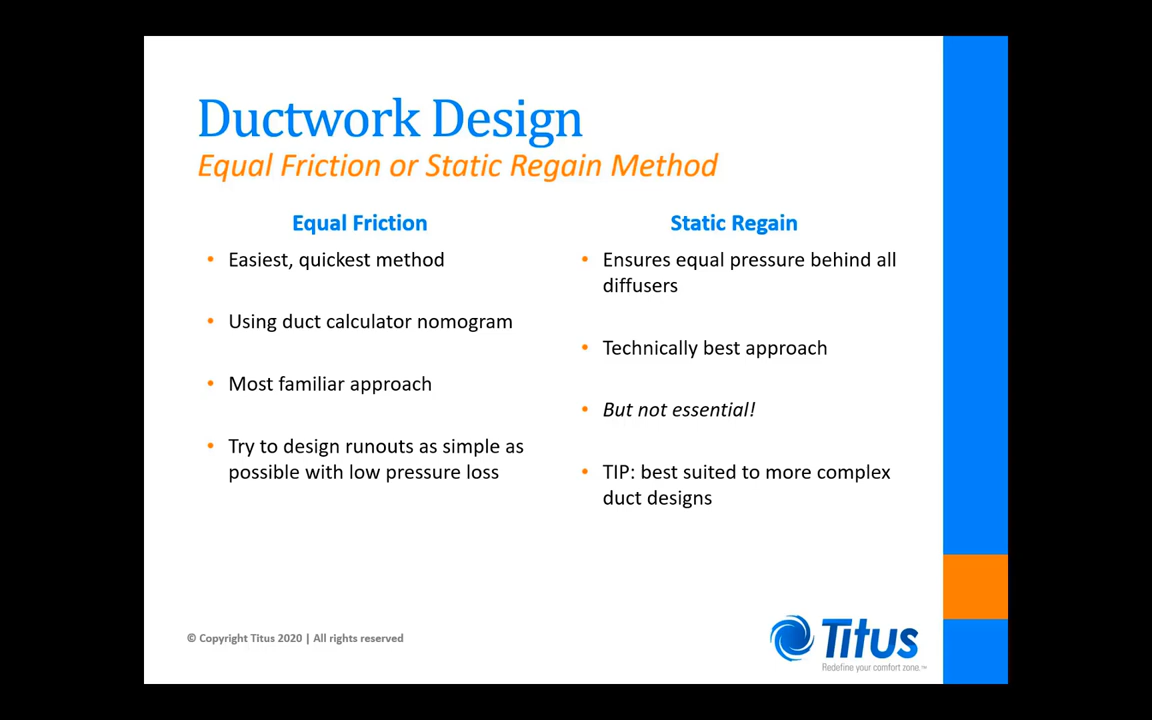 Ductwork Design
Equal Friction or Static Regain Method
Equal Friction
• Easiest, quickest method
• Using duct calculator nomogram
• Most familiar approach
• Try to design runouts as simple as
possible with low pressure loss
Static Regain
• Ensures equal pressure behind all
diffusers
• Technically best approach
• But not essential!
• TIP: best suited to more complex
duct designs
© Copyright Titus 2020 | All rights reserved
Titus
Redefine your comfort zone.™